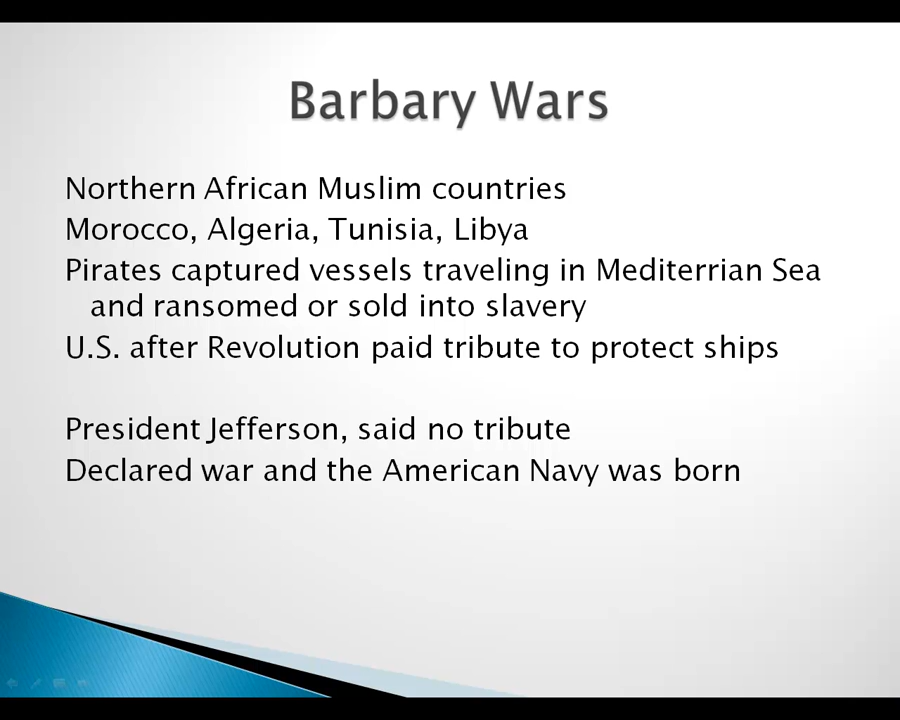 Barbary Wars
Northern African Muslim countries
Morocco, Algeria, Tunisia, Libya
Pirates captured vessels traveling in Mediterrian Sea
and ransomed or sold into slavery
U.S. after Revolution paid tribute to protect ships
President Jefferson, said no tribute
Declared war and the American Navy was born